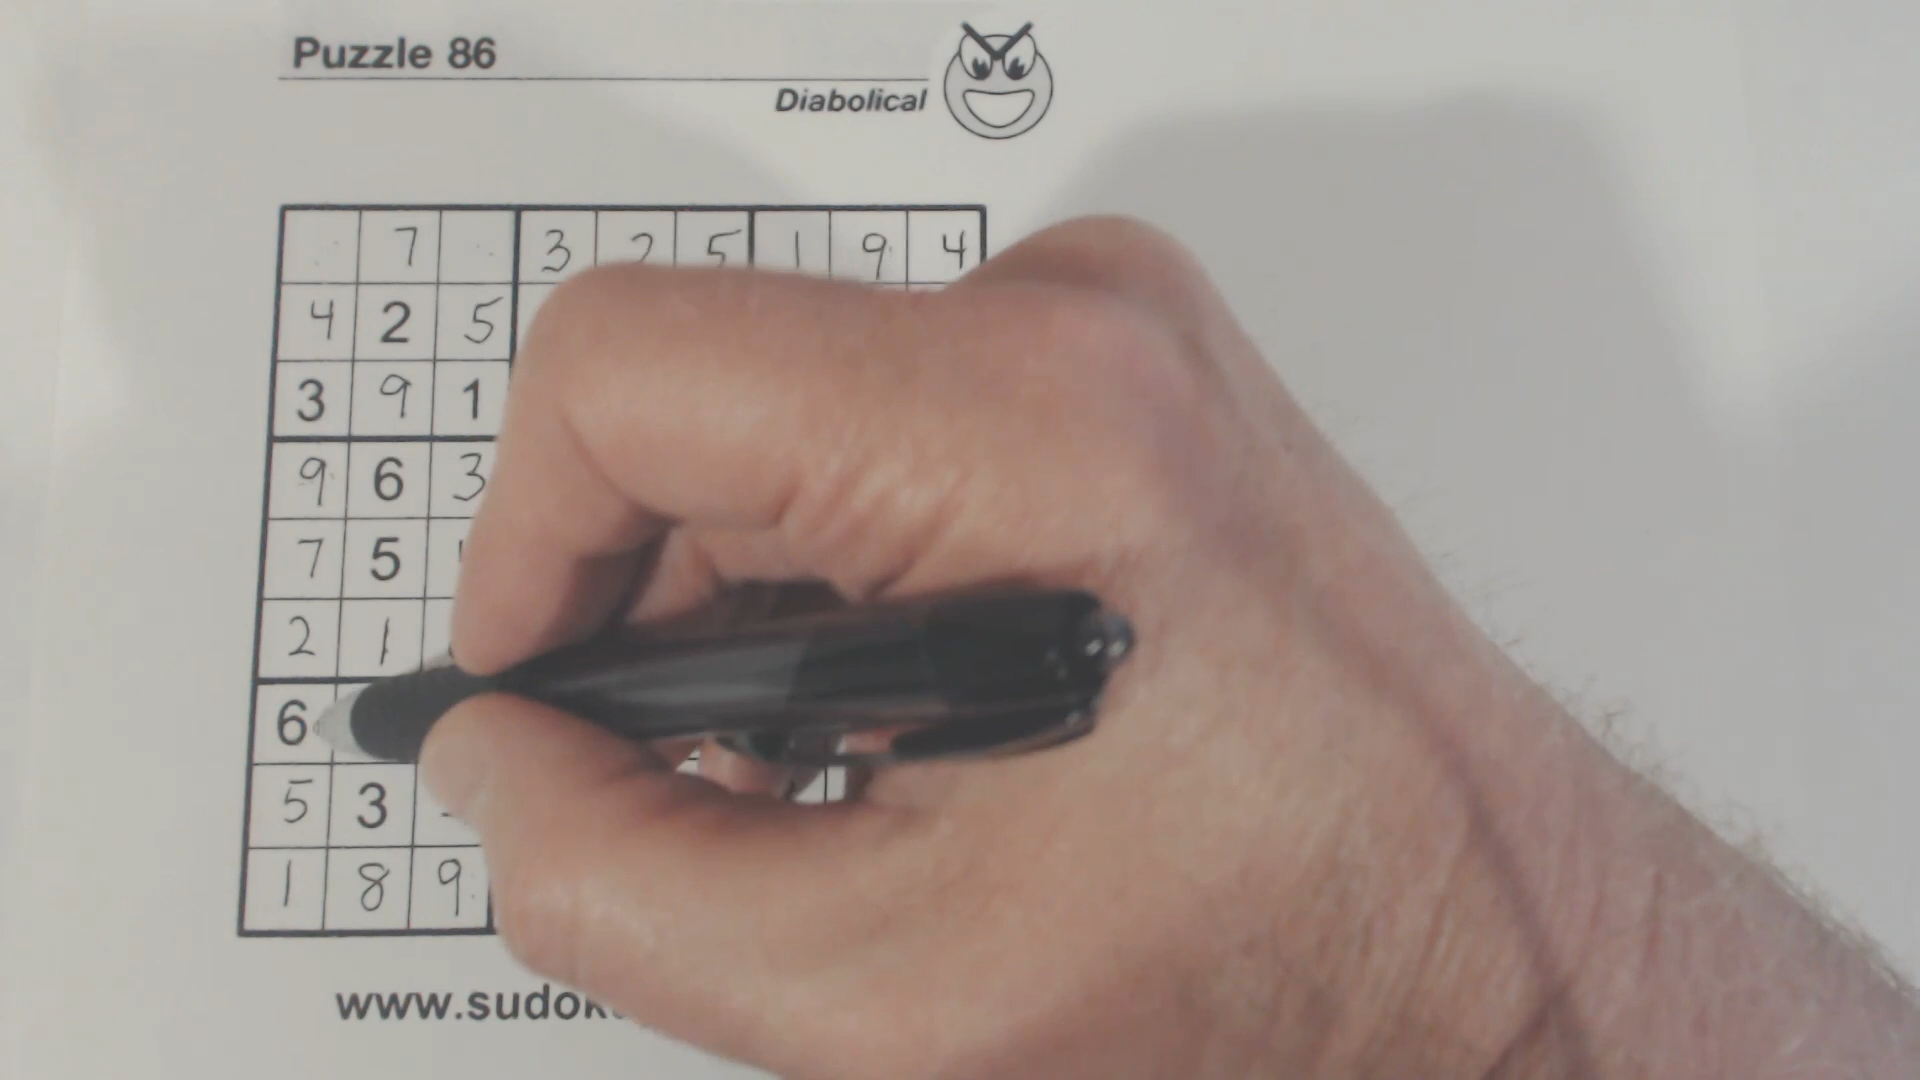 Puzzle 86
Diabolical
7 3 2 5 1 9 4
4 2 5
3 9 1
9 6 3
7 5
2 1
6
5 3
1 8 9
www.sudok